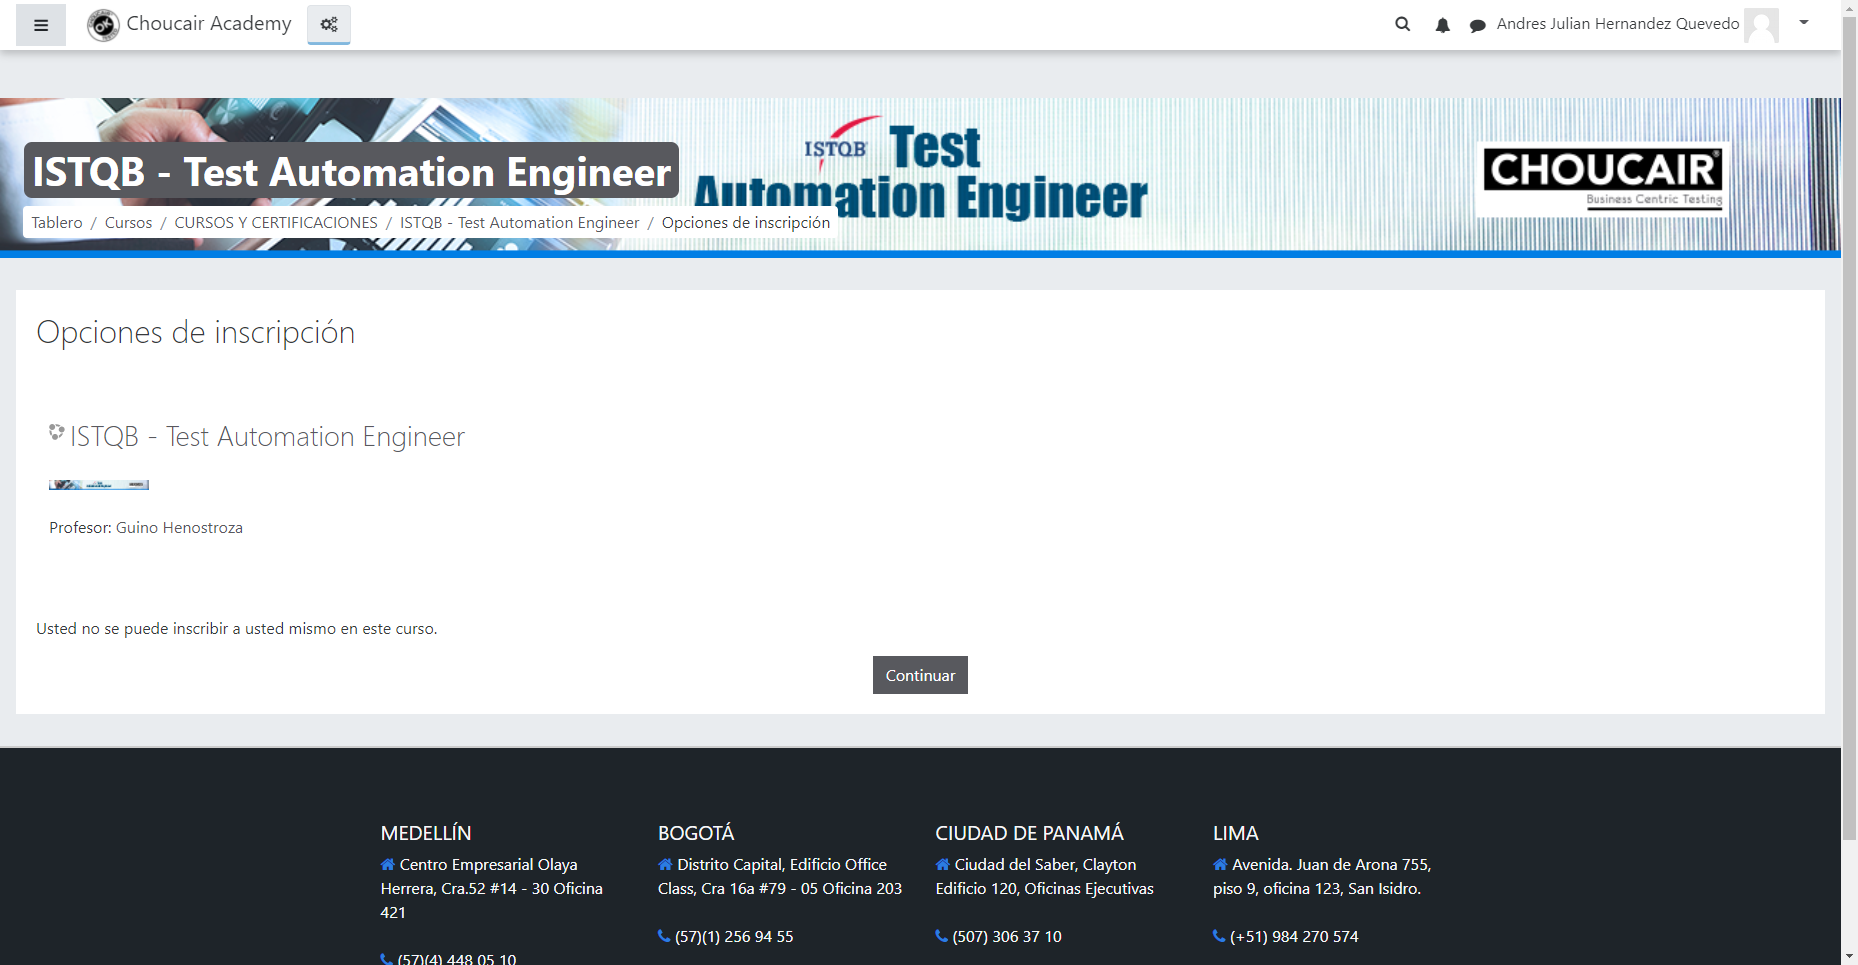 Choucair Academy
Andres Julian Hernandez Quevedo
ISTQB Test
Automation Engineer
CHOUCAIR®
Business Centric Testing
ISTQB - Test Automation Engineer
Tablero / Cursos / CURSOS Y CERTIFICACIONES / ISTQB - Test Automation Engineer / Opciones de inscripción
Opciones de inscripción
ISTQB - Test Automation Engineer
Profesor: Guino Henostroza
Usted no se puede inscribir a usted mismo en este curso.
Continuar
MEDELLÍN
Centro Empresarial Olaya
Herrera, Cra.52 #14 - 30 Oficina
421
(57)(4) 448 05 10
BOGOTÁ
Distrito Capital, Edificio Office
Class, Cra 16a #79 - 05 Oficina 203
(57)(1) 256 94 55
CIUDAD DE PANAMÁ
Ciudad del Saber, Clayton
Edificio 120, Oficinas Ejecutivas
(507) 306 37 10
LIMA
Avenida. Juan de Arona 755,
piso 9, oficina 123, San Isidro.
(+51) 984 270 574